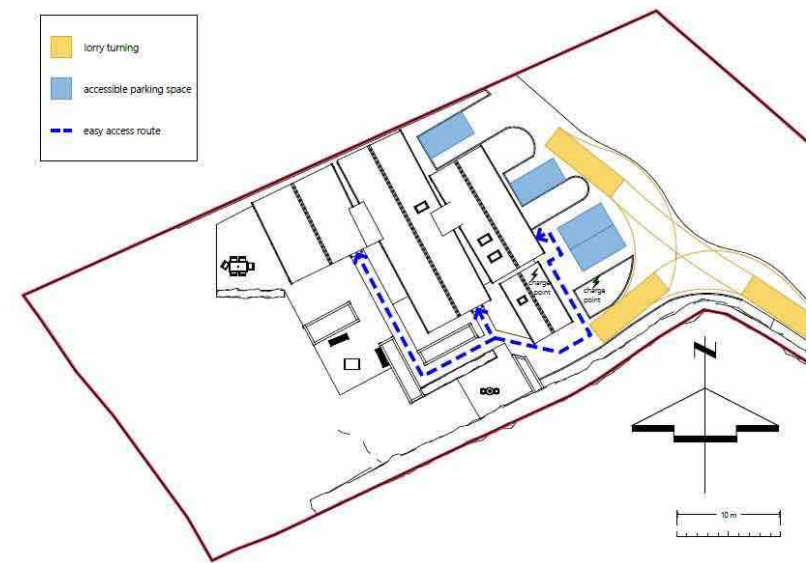 lorry turning
accessible parking space
easy access route
charge
point
charge
point
N
10 m